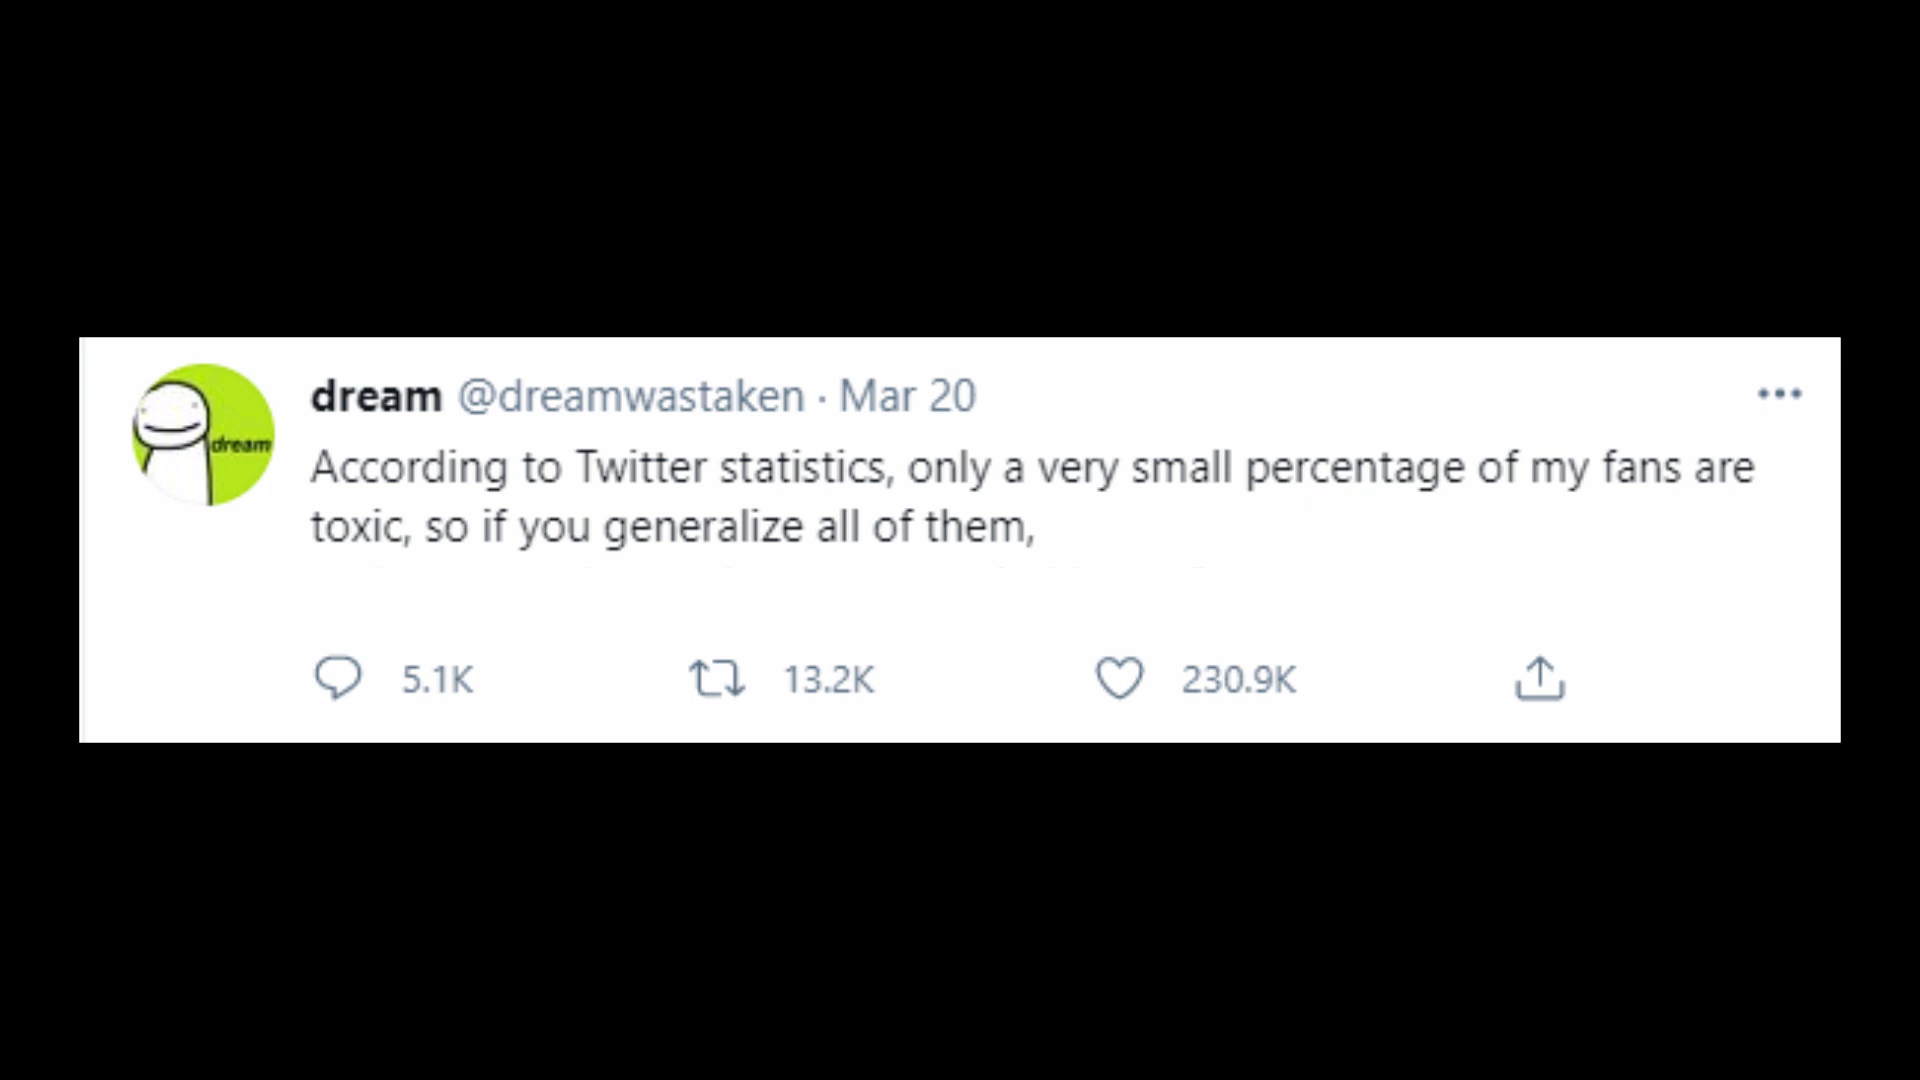 dream @dreamwastaken · Mar 20
dream
According to Twitter statistics, only a very small percentage of my fans are
toxic, so if you generalize all of them,
5.1K 13.2K 230.9K